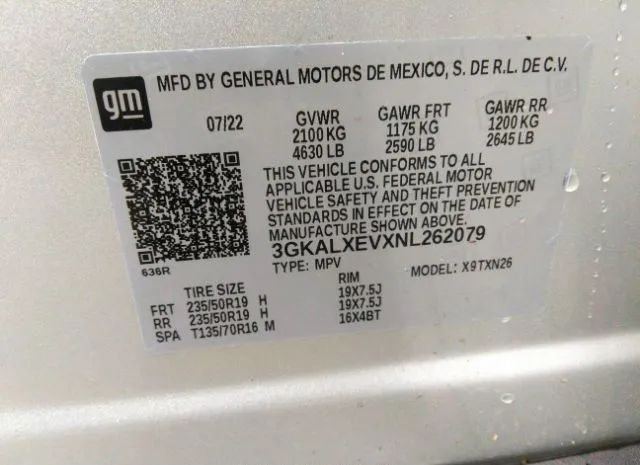 gm
MFD BY GENERAL MOTORS DE MEXICO, S. DE R.L. DE C.V.
07/22 GVWR GAWR FRT GAWR RR
2100 KG 1175 KG 1200 KG
4630 LB 2590 LB 2645 LB
THIS VEHICLE CONFORMS TO ALL
APPLICABLE U.S. FEDERAL MOTOR
VEHICLE SAFETY AND THEFT PREVENTION
STANDARDS IN EFFECT ON THE DATE OF
MANUFACTURE SHOWN ABOVE.
3GKALXEVXNL262079
636R TYPE: MPV MODEL: X9TXN26
TIRE SIZE RIM
FRT 235/50R19 H 19X7.5J
RR 235/50R19 H 19X7.5J
SPA T135/70R16 M 16X4BT